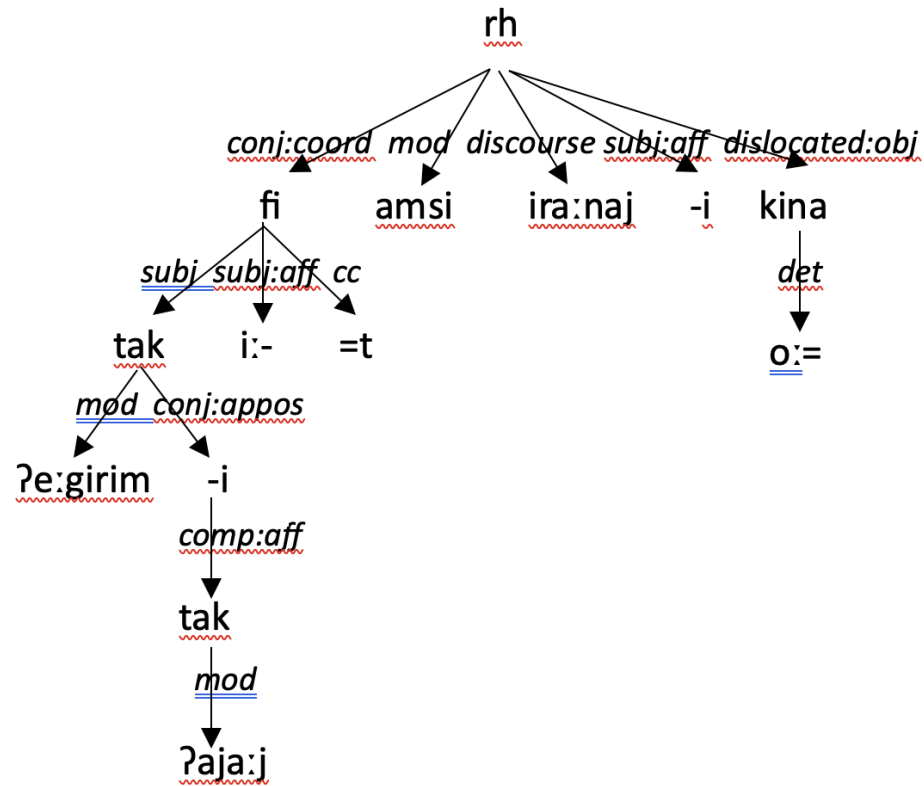 rh
conj:coord mod discourse subj:aff dislocated:obj
fi amsi iraːnaj -i kina
subj subj:aff cc det
tak iː- =t oː=
mod conj:appos
ʔeːgirim -i
comp:aff
tak
mod
ʔajaːj